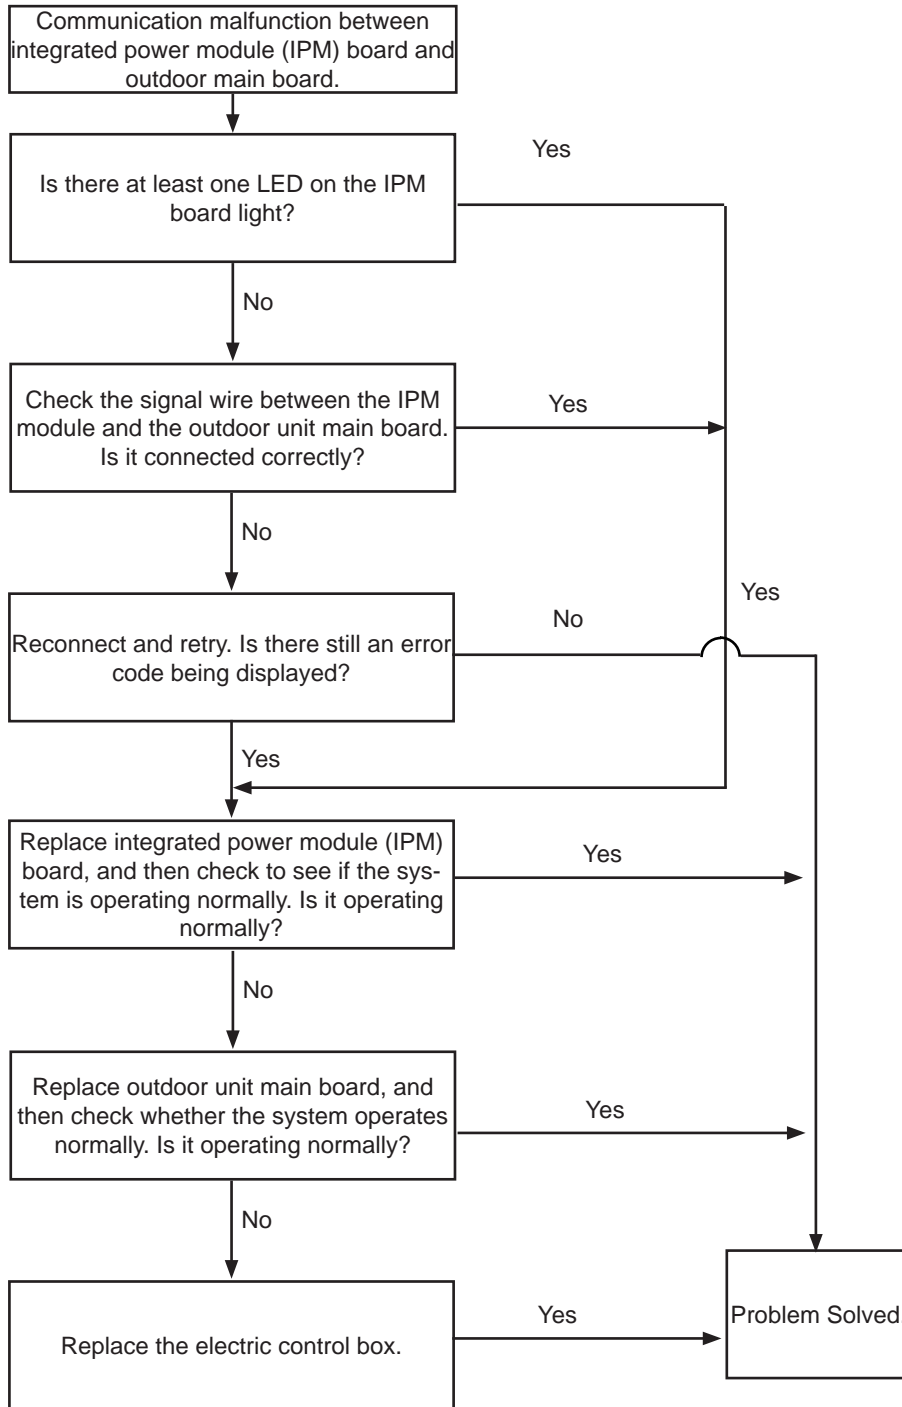 Communication malfunction between
integrated power module (IPM) board and
outdoor main board.
Yes
Is there at least one LED on the IPM
board light?
No
Check the signal wire between the IPM
module and the outdoor unit main board.
Is it connected correctly?
Yes
No
Yes
Reconnect and retry. Is there still an error
code being displayed?
No
Yes
Replace integrated power module (IPM)
board, and then check to see if the sys-
tem is operating normally. Is it operating
normally?
Yes
No
Replace outdoor unit main board, and
then check whether the system operates
normally. Is it operating normally?
Yes
No
Replace the electric control box.
Yes
Problem Solved.